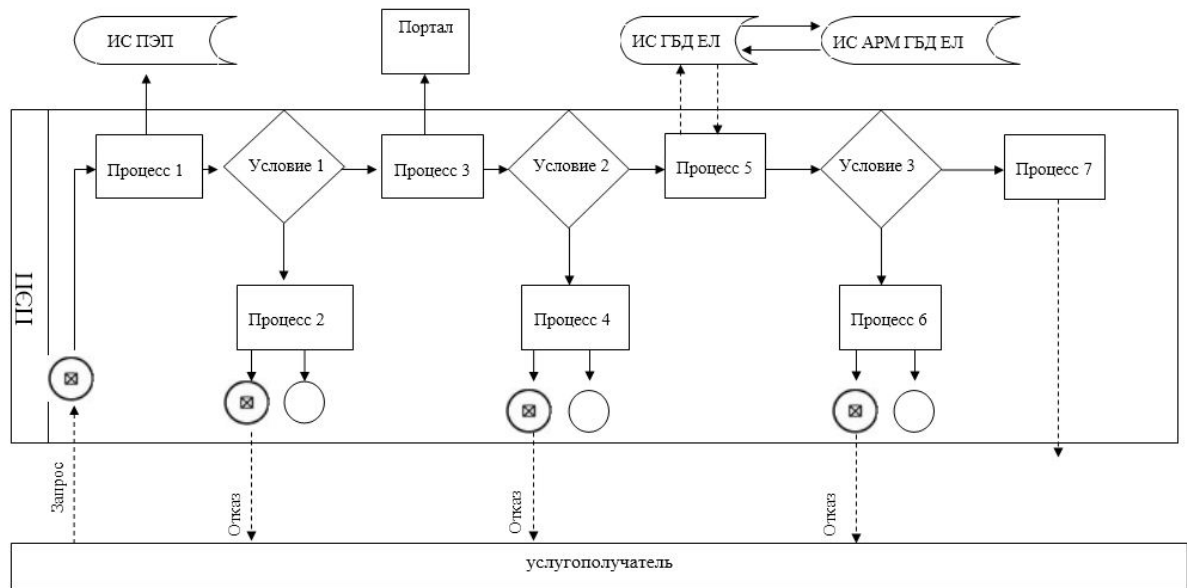 ИС ПЭП
Портал
ИС ГБД ЕЛ
ИС АРМ ГБД ЕЛ
ПЭП
Процесс 1
Условие 1
Процесс 3
Условие 2
Процесс 5
Условие 3
Процесс 7
Процесс 2
Процесс 4
Процесс 6
Запрос
Отказ
Отказ
Отказ
услугополучатель